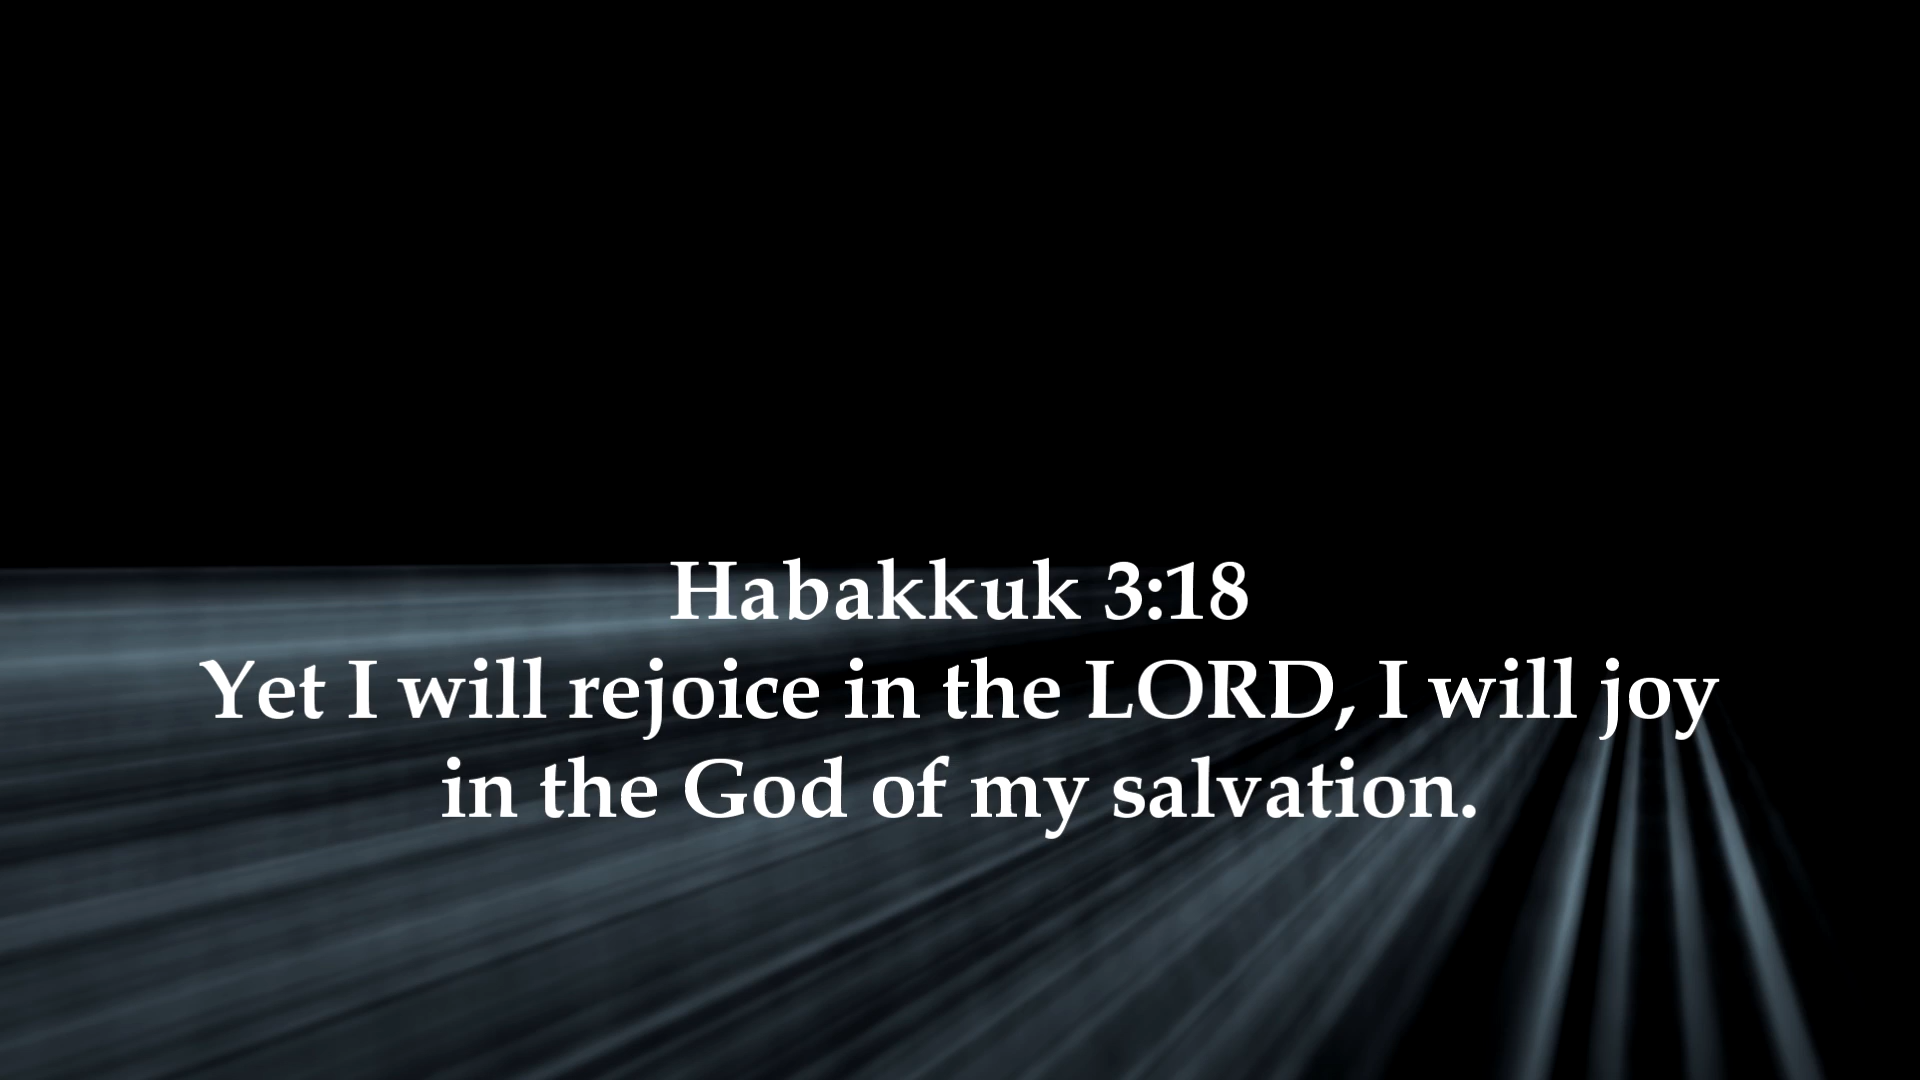 Habakkuk 3:18
Yet I will rejoice in the LORD, I will joy
in the God of my salvation.